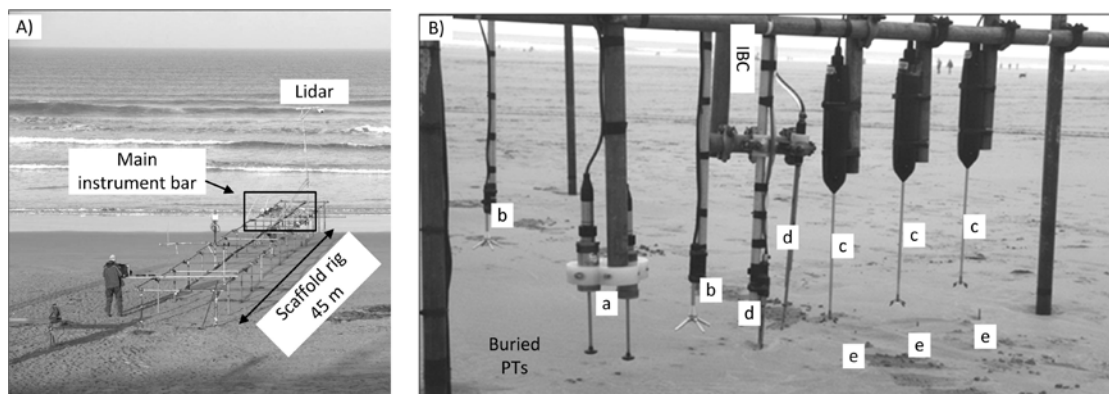 A)
Lidar
Main
instrument bar
Scaffold rig
45 m
B)
IBC
b
d
c
c
c
b
a
d
e
e
e
Buried
PTs